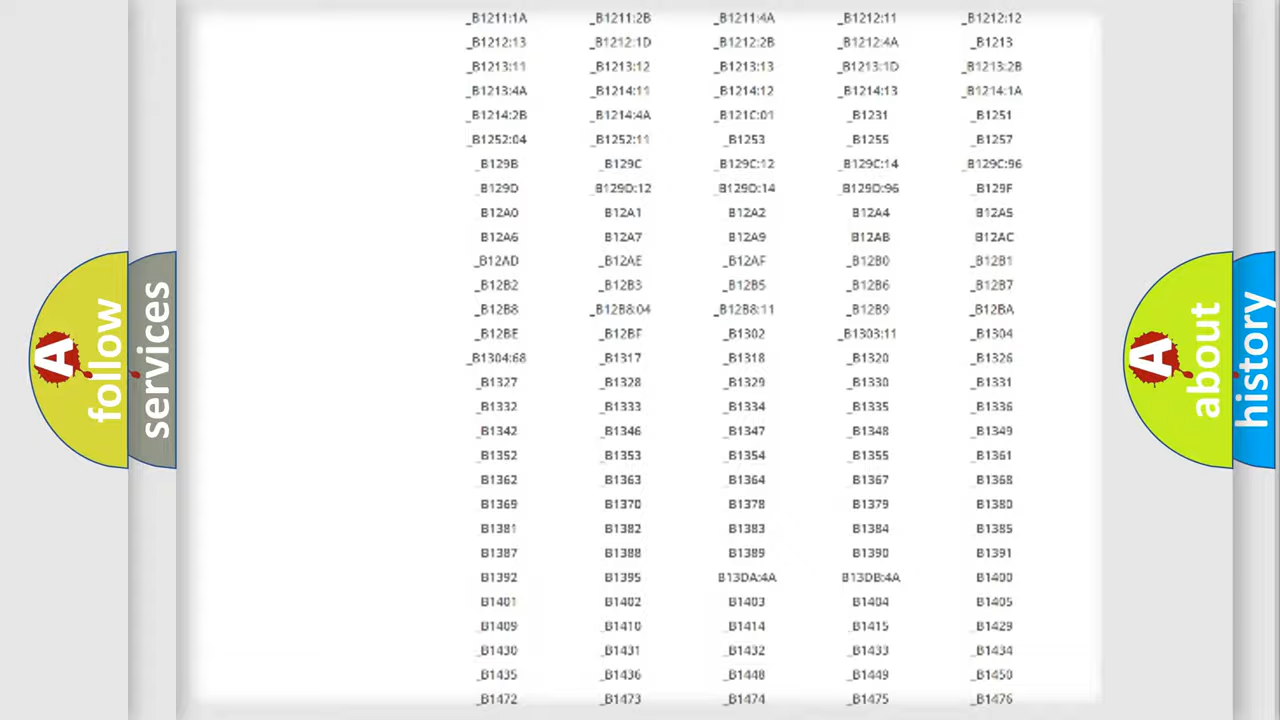 _B1211:1A _B1211:2B _B1211:4A _B1212:11 _B1212:12
_B1212:13 _B1212:1D _B1212:2B _B1212:4A _B1213
_B1213:11 _B1213:12 _B1213:13 _B1213:1D _B1213:2B
_B1213:4A _B1214:11 _B1214:12 _B1214:13 _B1214:1A
_B1214:2B _B1214:4A _B121C:01 _B1231 _B1251
_B1252:04 _B1252:11 _B1253 _B1255 _B1257
_B129B _B129C _B129C:12 _B129C:14 _B129C:96
_B129D _B129D:12 _B129D:14 _B129D:96 _B129F
B12A0 B12A1 B12A2 B12A4 B12A5
B12A6 B12A7 B12A9 B12AB B12AC
_B12AD _B12AE _B12AF _B12B0 _B12B1
_B12B2 _B12B3 _B12B5 _B12B6 _B12B7
_B12B8 _B12B8:04 _B12B8:11 _B12B9 _B12BA
_B12BE _B12BF _B1302 _B1303:11 _B1304
_B1304:68 _B1317 _B1318 _B1320 _B1326
_B1327 _B1328 _B1329 _B1330 _B1331
_B1332 _B1333 _B1334 _B1335 _B1336
_B1342 _B1346 _B1347 _B1348 _B1349
_B1352 _B1353 _B1354 _B1355 _B1361
_B1362 _B1363 _B1364 _B1367 _B1368
B1369 B1370 B1378 B1379 B1380
B1381 B1382 B1383 B1384 B1385
B1387 B1388 B1389 B1390 B1391
B1392 B1395 B13DA:4A B13DB:4A B1400
B1401 B1402 B1403 B1404 B1405
_B1409 _B1410 _B1414 _B1415 _B1429
_B1430 _B1431 _B1432 _B1433 _B1434
_B1435 _B1436 _B1448 _B1449 _B1450
_B1472 _B1473 _B1474 _B1475 _B1476
A
follow
services
A
about
history